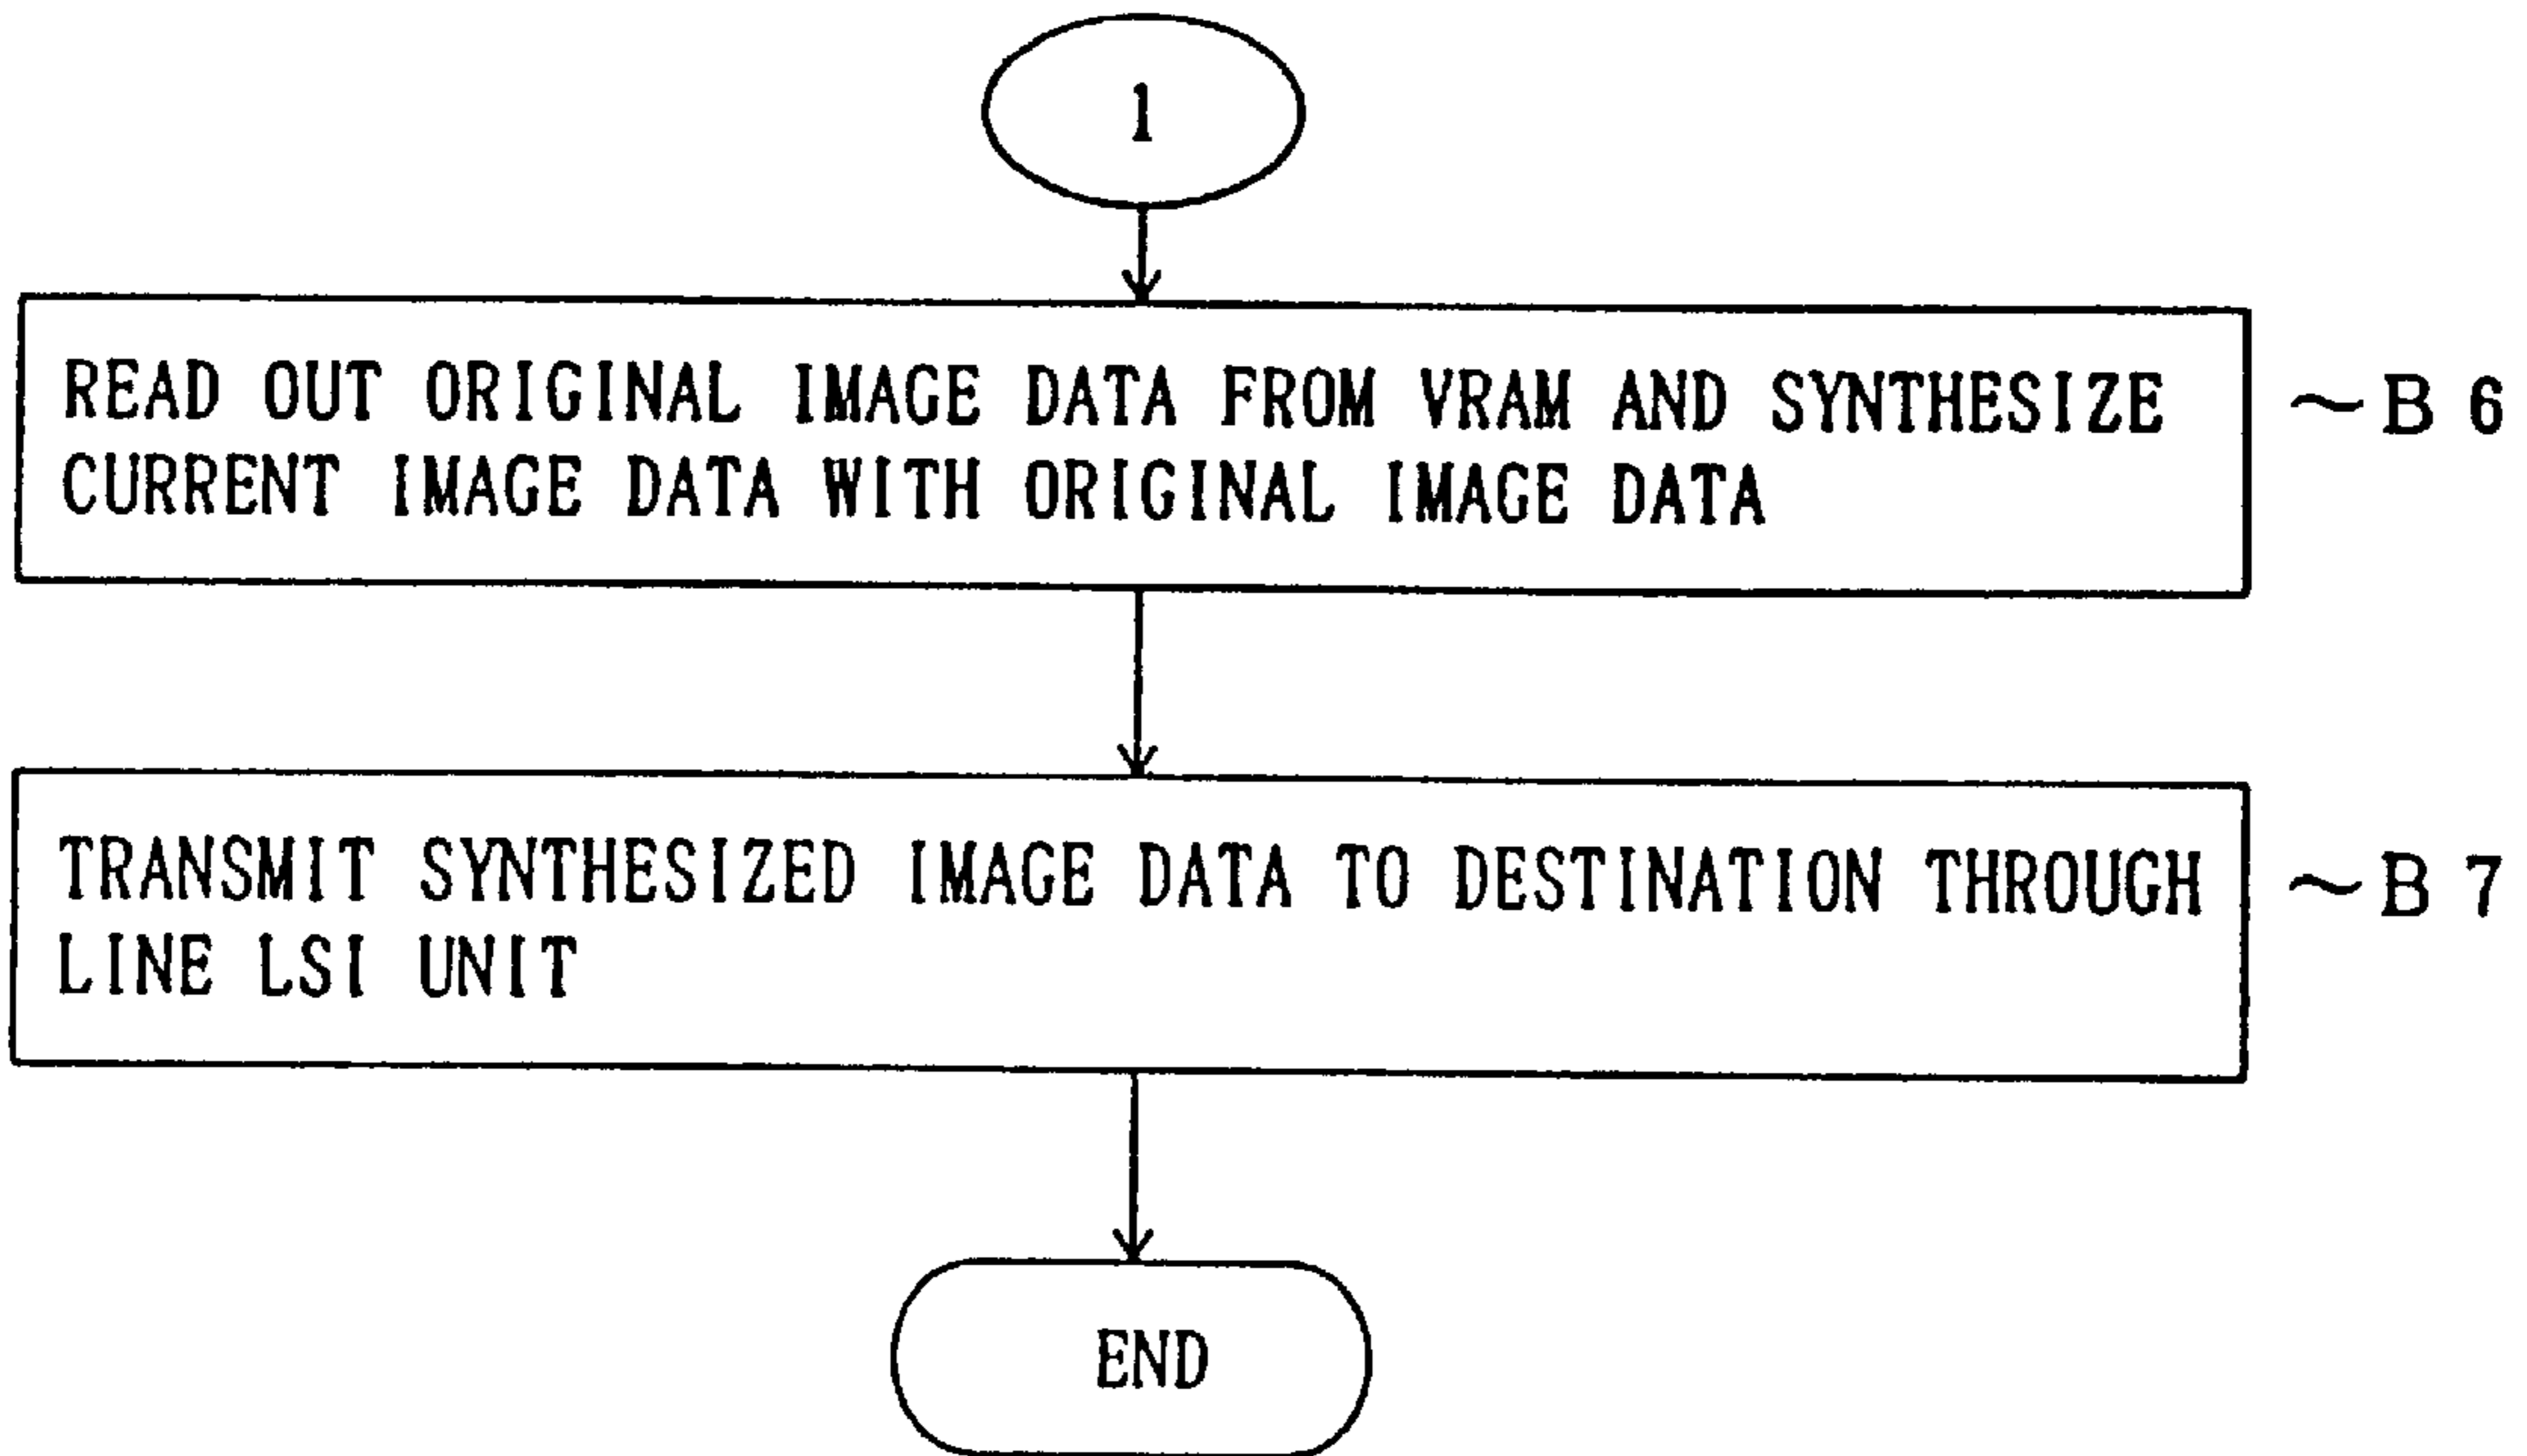 1
READ OUT ORIGINAL IMAGE DATA FROM VRAM AND SYNTHESIZE
CURRENT IMAGE DATA WITH ORIGINAL IMAGE DATA
~B 6
TRANSMIT SYNTHESIZED IMAGE DATA TO DESTINATION THROUGH
LINE LSI UNIT
~B 7
END